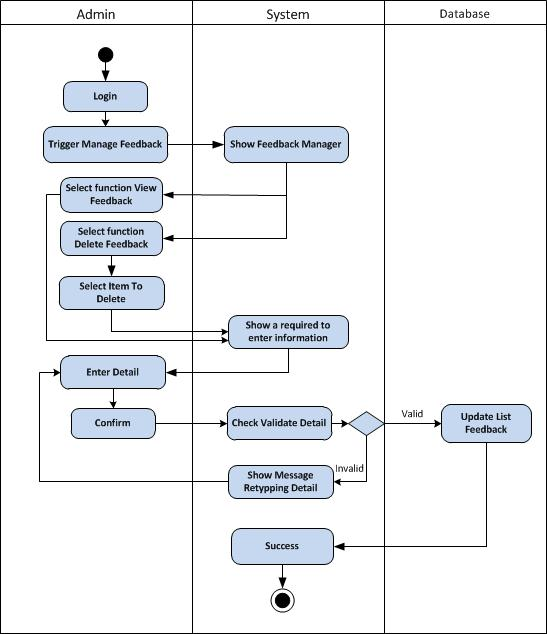 Admin
System
Database
Login
Trigger Manage Feedback
Show Feedback Manager
Select function View
Feedback
Select function
Delete Feedback
Select Item To
Delete
Show a required to
enter information
Enter Detail
Confirm
Check Validate Detail
Valid
Update List
Feedback
Invalid
Show Message
Retypping Detail
Success